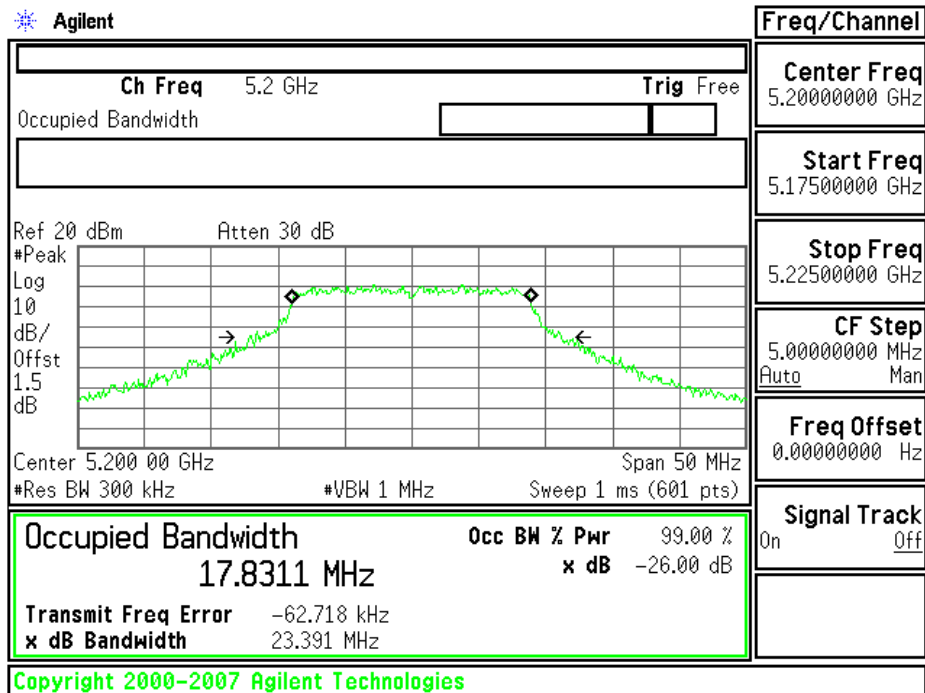 Agilent
Freq/Channel
Ch Freq 5.2 GHz Trig Free
Occupied Bandwidth
Center Freq
5.20000000 GHz
Start Freq
5.17500000 GHz
Stop Freq
5.22500000 GHz
CF Step
5.00000000 MHz
Auto Man
Freq Offset
0.00000000 Hz
Signal Track
On Off
Ref 20 dBm Atten 30 dB
#Peak
Log
10
dB/
Offst
1.5
dB
Center 5.200 00 GHz Span 50 MHz
#Res BW 300 kHz #VBW 1 MHz Sweep 1 ms (601 pts)
Occupied Bandwidth Occ BW % Pwr 99.00 %
17.8311 MHz x dB -26.00 dB
Transmit Freq Error -62.718 kHz
x dB Bandwidth 23.391 MHz
Copyright 2000-2007 Agilent Technologies